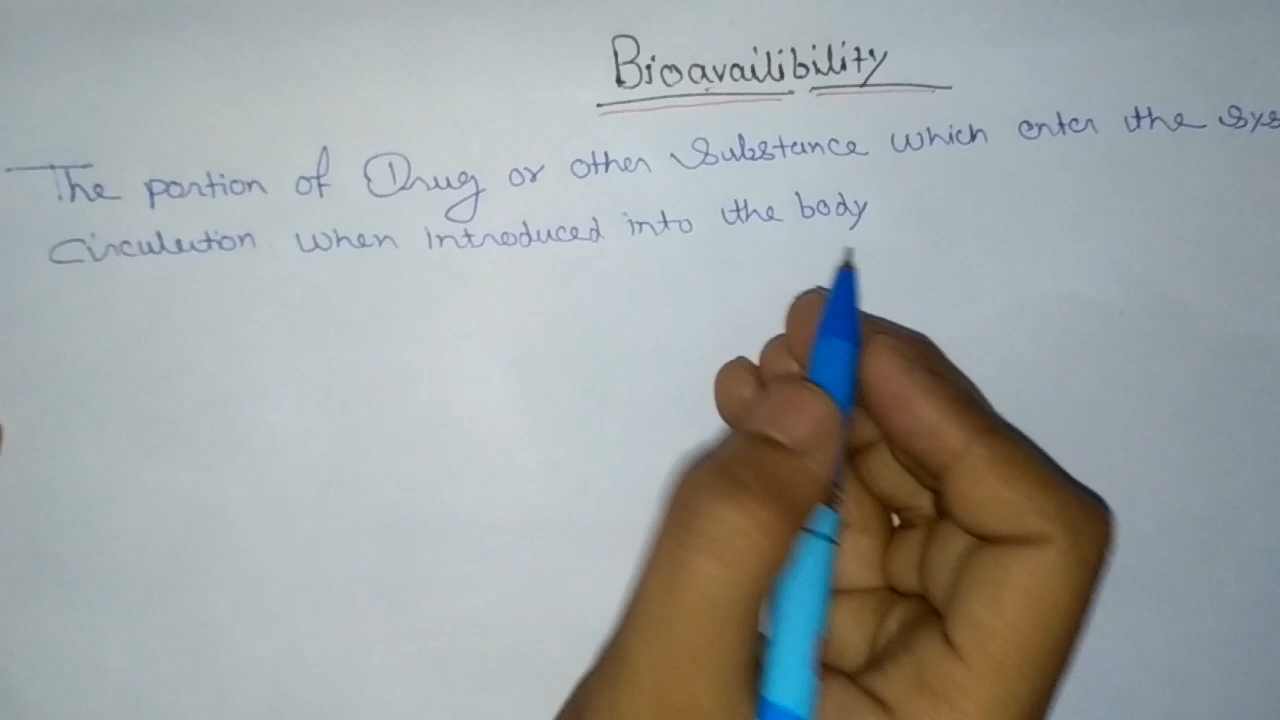 Bioavailibility
The portion of Drug or other Substance which enter the Sys
Circulation when introduced into the body